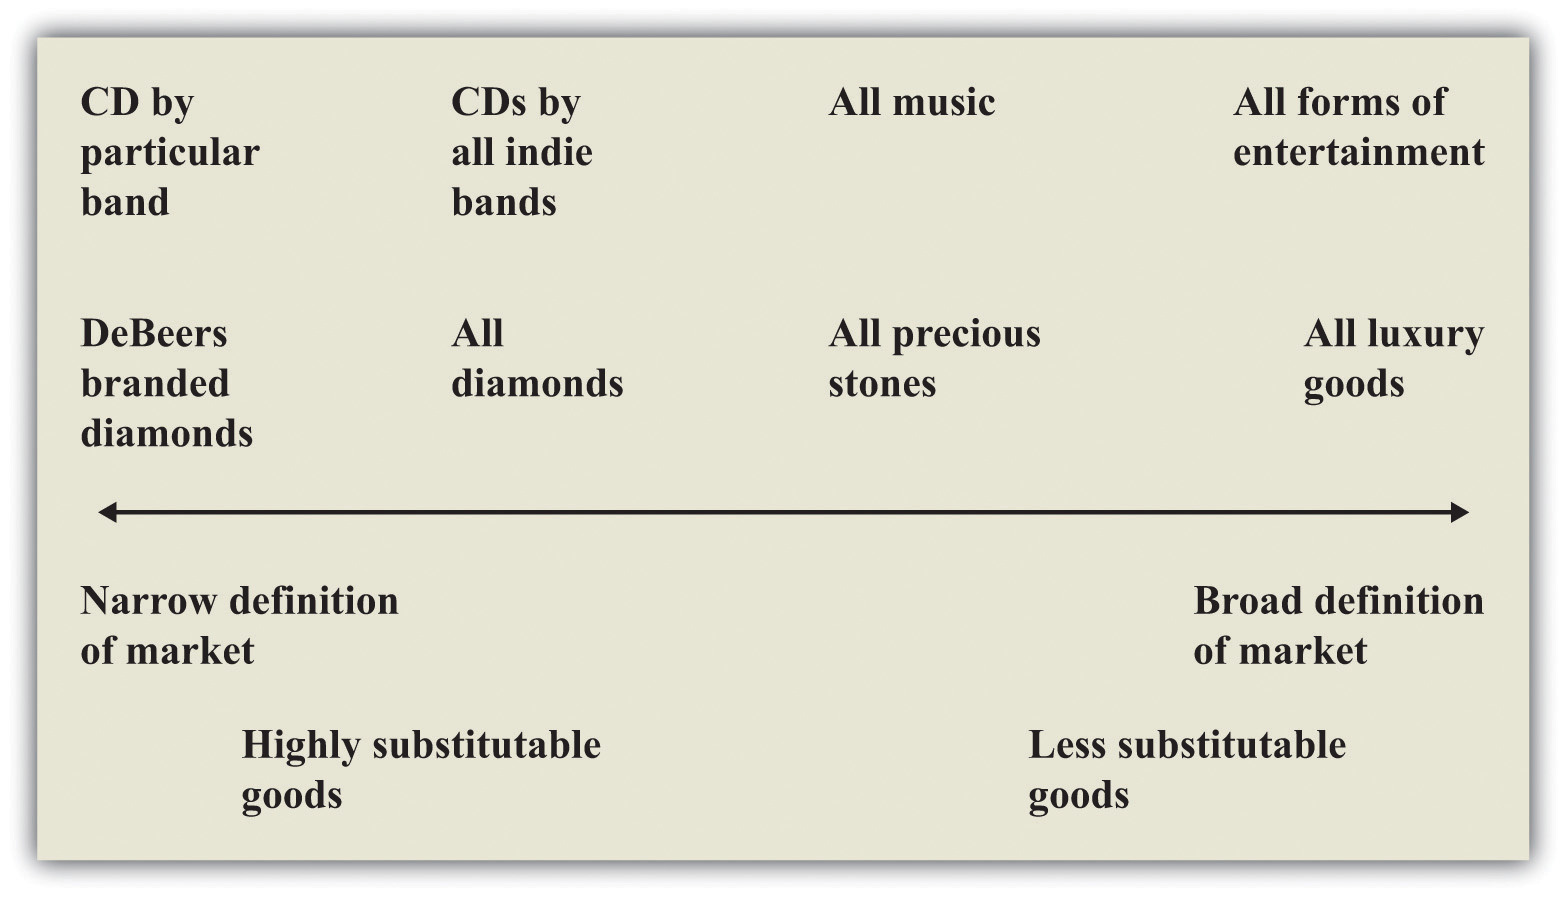 CD by
particular
band
CDs by
all indie
bands
All music
All forms of
entertainment
DeBeers
branded
diamonds
All
diamonds
All precious
stones
All luxury
goods
Narrow definition
of market
Broad definition
of market
Highly substitutable
goods
Less substitutable
goods